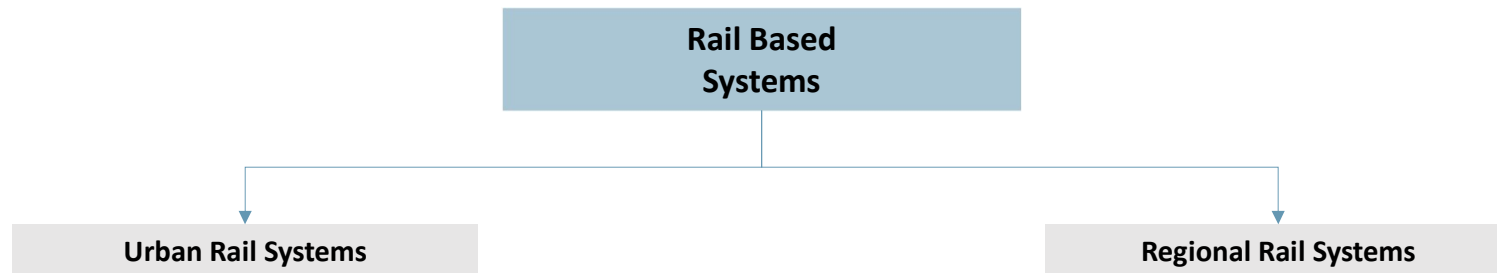 Rail Based
Systems
Urban Rail Systems
Regional Rail Systems